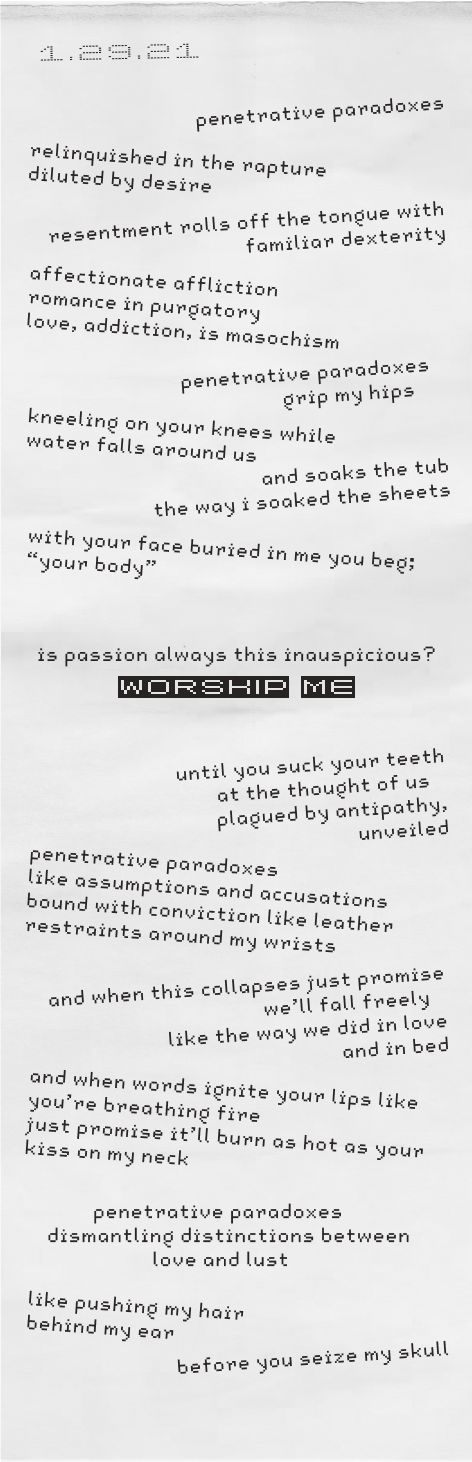 1.29.21
penetrative paradoxes
relinquished in the rapture
diluted by desire
resentment rolls off the tongue with
familiar dexterity
affectionate affliction
romance in purgatory
love, addiction, is masochism
penetrative paradoxes
grip my hips
kneeling on your knees while
water falls around us
and soaks the tub
the way i soaked the sheets
with your face buried in me you beg;
“your body”
is passion always this inauspicious?
WORSHIP ME
until you suck your teeth
at the thought of us
plagued by antipathy,
unveiled
penetrative paradoxes
like assumptions and accusations
bound with conviction like leather
restraints around my wrists
and when this collapses just promise
we’ll fall freely
like the way we did in love
and in bed
and when words ignite your lips like
you’re breathing fire
just promise it’ll burn as hot as your
kiss on my neck
penetrative paradoxes
dismantling distinctions between
love and lust
like pushing my hair
behind my ear
before you seize my skull